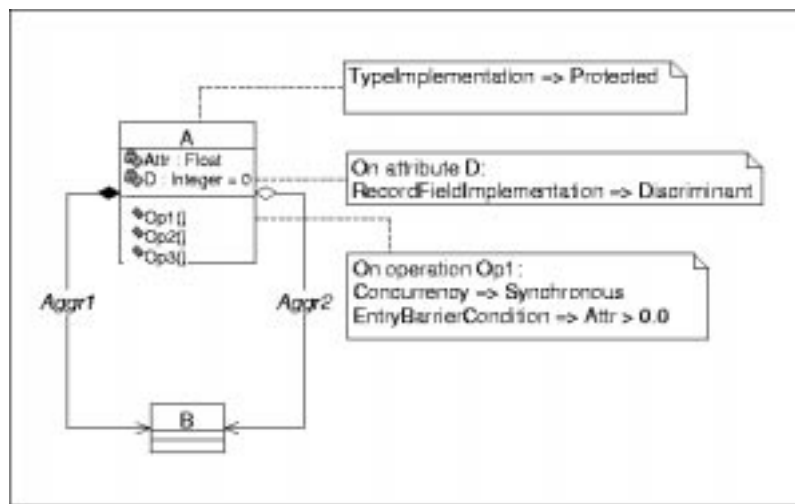 TypeImplementation => Protected
A
Attr : Float
D : Integer = 0
On attribute D:
RecordFieldImplementation => Discriminant
Op1()
Op2()
Op3()
On operation Op1:
Concurrency => Synchronous
EntryBarrierCondition => Attr > 0.0
Aggr1
Aggr2
B